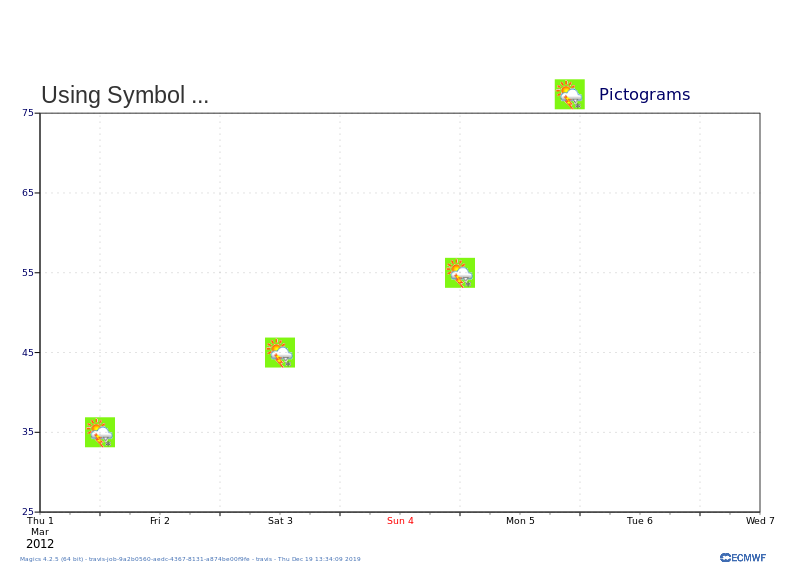 Using Symbol ...
Pictograms
75
65
55
45
35
25
Thu 1 Fri 2 Sat 3 Sun 4 Mon 5 Tue 6 Wed 7
Mar
2012
Magics 4.2.5 (64 bit) - travis-job-9a2b0560-aedc-4367-8131-a874be00f9fe - travis - Thu Dec 19 13:34:09 2019
ECMWF